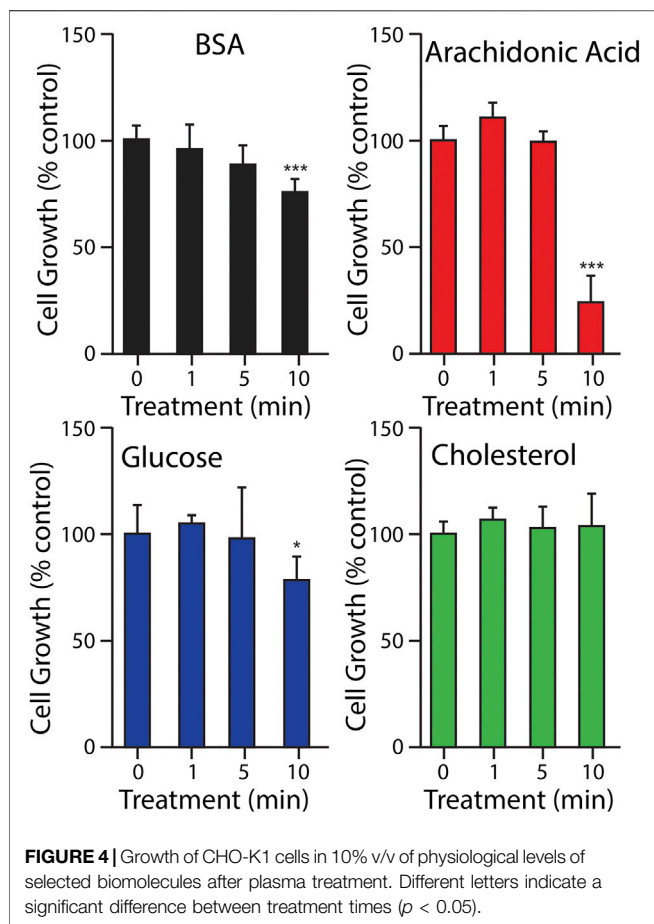 BSA
Cell Growth (% control)
150
100
50
0
***
0 1 5 10
Treatment (min)
Arachidonic Acid
Cell Growth (% control)
150
100
50
0
***
0 1 5 10
Treatment (min)
Glucose
Cell Growth (% control)
150
100
50
0
*
0 1 5 10
Treatment (min)
Cholesterol
Cell Growth (% control)
150
100
50
0
0 1 5 10
Treatment (min)
FIGURE 4 | Growth of CHO-K1 cells in 10% v/v of physiological levels of
selected biomolecules after plasma treatment. Different letters indicate a
significant difference between treatment times (p < 0.05).